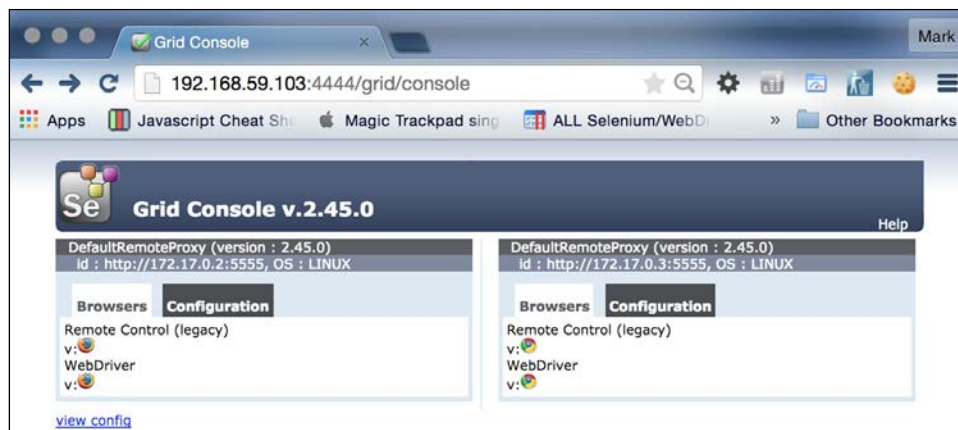 Grid Console
Mark
192.168.59.103:4444/grid/console
Apps
Javascript Cheat Sh
Magic Trackpad sing
ALL Selenium/WebD
»
Other Bookmarks
Se
Grid Console v.2.45.0
Help
DefaultRemoteProxy (version : 2.45.0)
id : http://172.17.0.2:5555, OS : LINUX
Browsers
Configuration
Remote Control (legacy)
v:
WebDriver
v:
DefaultRemoteProxy (version : 2.45.0)
id : http://172.17.0.3:5555, OS : LINUX
Browsers
Configuration
Remote Control (legacy)
v:
WebDriver
v:
view config